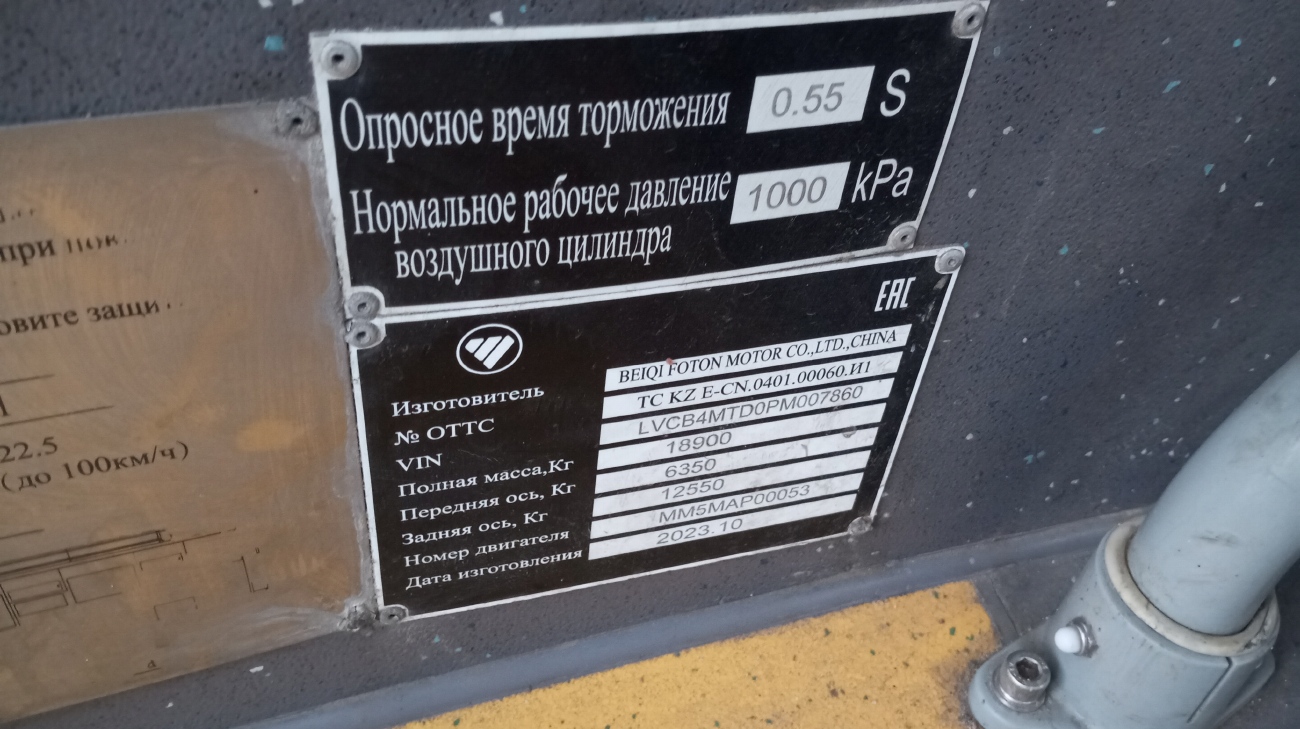 Опросное время торможения 0.55 S
Нормальное рабочее давление 1000 kPa
воздушного цилиндра
EAC
Изготовитель BEIQI FOTON MOTOR CO.,LTD.,CHINA
№ ОТТС ТС KZ E-CN.0401.00060.И1
VIN LVCB4MTD0PM007860
Полная масса,Кг 18900
Передняя ось, Кг 6350
Задняя ось, Кг 12550
Номер двигателя MM5MAP00053
Дата изготовления 2023.10
при
овите защи
22.5
(до 100км/ч)